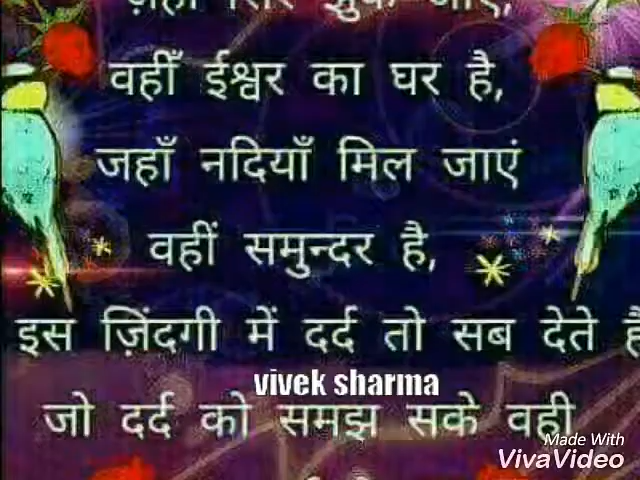 वहीँ ईश्वर का घर है,
जहाँ नदियाँ मिल जाएं
वहीं समुन्दर है,
इस ज़िंदगी में दर्द तो सब देते
vivek sharma
जो दर्द को समझ सके वही
Made With
VivaVideo